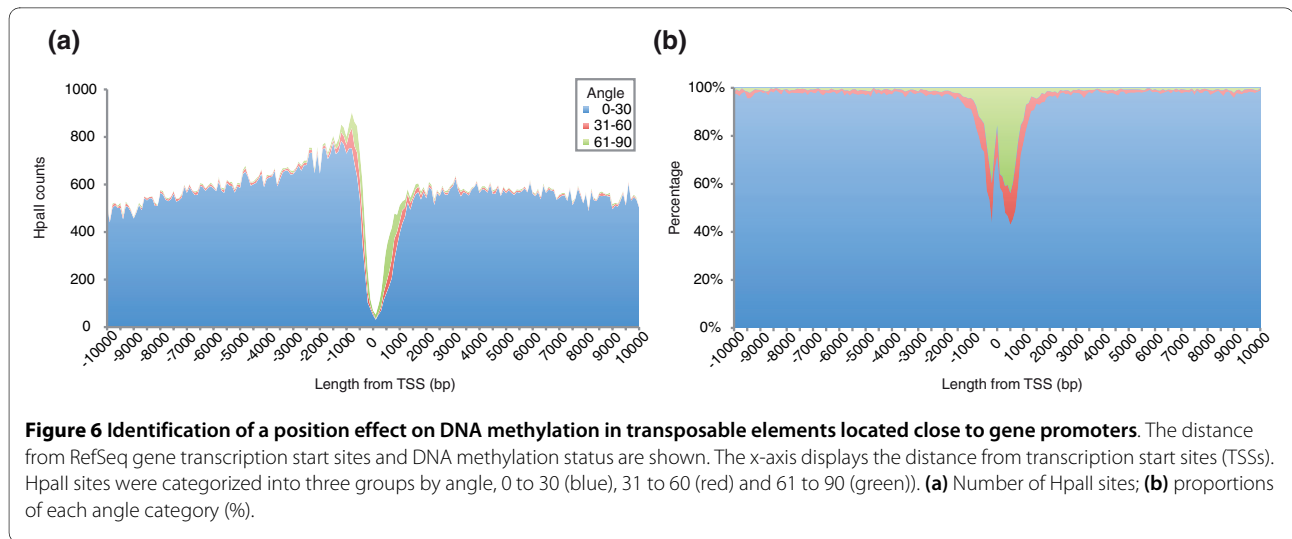 (a)
HpaII counts
1000
800
600
400
200
0
Angle
0-30
31-60
61-90
-10000 -9000 -8000 -7000 -6000 -5000 -4000 -3000 -2000 -1000 0 1000 2000 3000 4000 5000 6000 7000 8000 9000 10000
Length from TSS (bp)
(b)
Percentage
100%
80%
60%
40%
20%
0%
-10000 -9000 -8000 -7000 -6000 -5000 -4000 -3000 -2000 -1000 0 1000 2000 3000 4000 5000 6000 7000 8000 9000 10000
Length from TSS (bp)
Figure 6 Identification of a position effect on DNA methylation in transposable elements located close to gene promoters. The distance
from RefSeq gene transcription start sites and DNA methylation status are shown. The x-axis displays the distance from transcription start sites (TSSs).
HpaII sites were categorized into three groups by angle, 0 to 30 (blue), 31 to 60 (red) and 61 to 90 (green)). (a) Number of HpaII sites; (b) proportions
of each angle category (%).